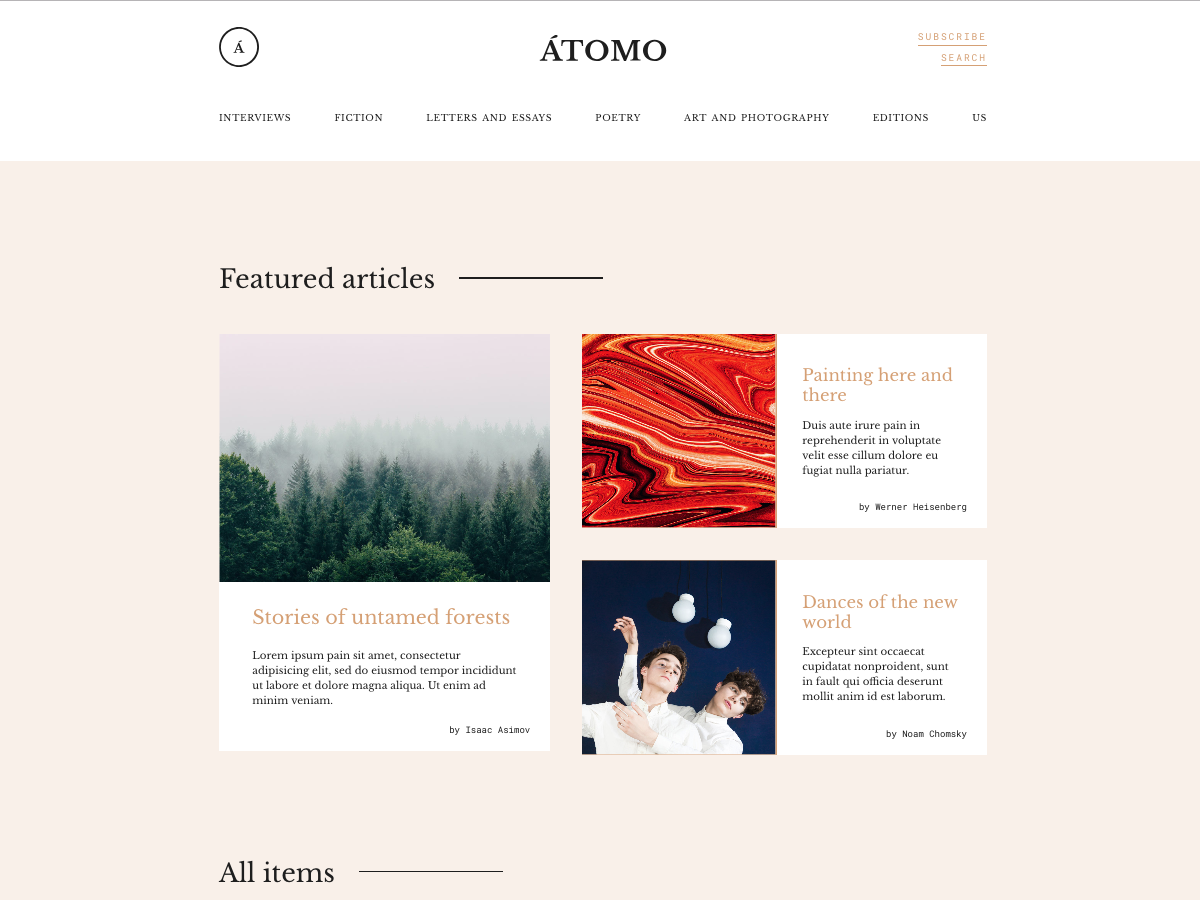 Á
ÁTOMO
SUBSCRIBE
SEARCH
INTERVIEWS
FICTION
LETTERS AND ESSAYS
POETRY
ART AND PHOTOGRAPHY
EDITIONS
US
Featured articles
Stories of untamed forests
Lorem ipsum pain sit amet, consectetur
adipisicing elit, sed do eiusmod tempor incididunt
ut labore et dolore magna aliqua. Ut enim ad
minim veniam.
by Isaac Asimov
Painting here and
there
Duis aute irure pain in
reprehenderit in voluptate
velit esse cillum dolore eu
fugiat nulla pariatur.
by Werner Heisenberg
Dances of the new
world
Excepteur sint occaecat
cupidatat nonproident, sunt
in fault qui officia deserunt
mollit anim id est laborum.
by Noam Chomsky
All items